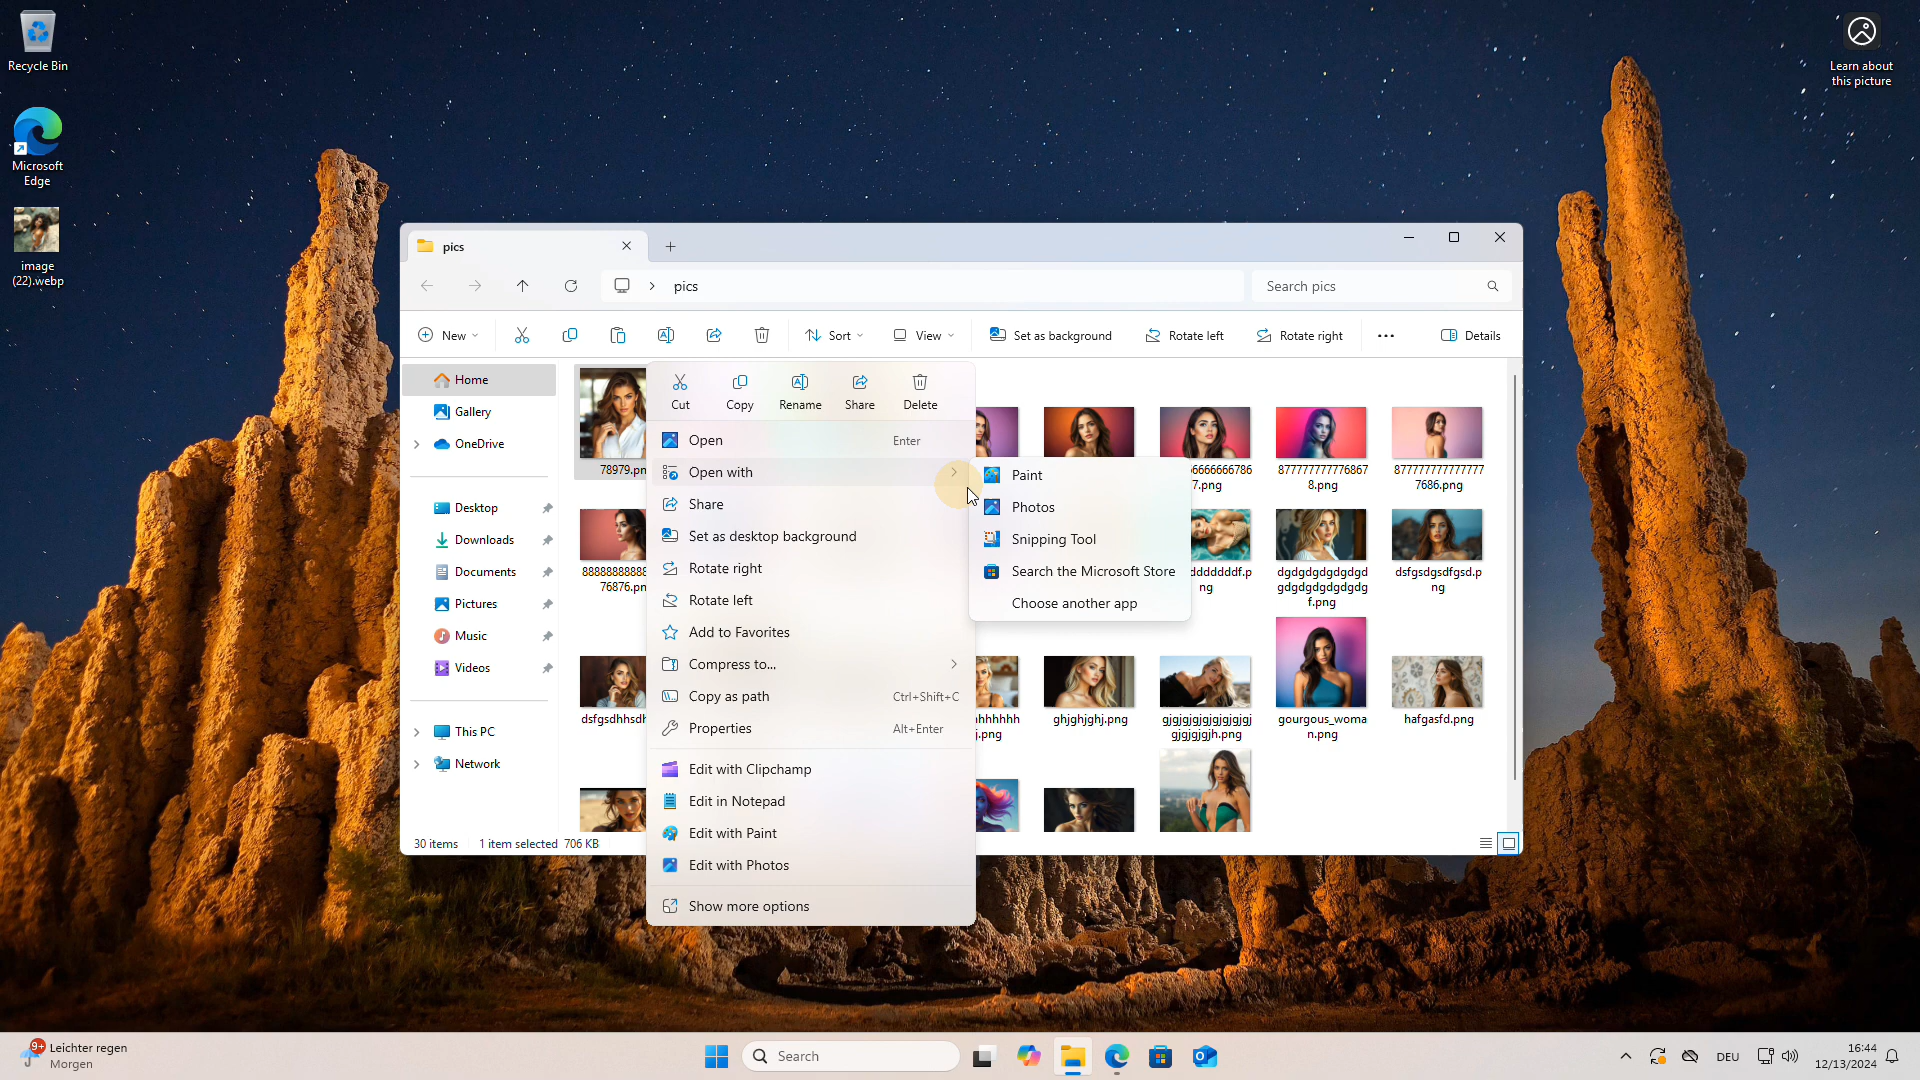 Recycle Bin
Microsoft
Edge
image
(22).webp
Learn about
this picture
pics
pics
Search pics
New
Sort
View
Set as background
Rotate left
Rotate right
Details
Home
Gallery
OneDrive
Desktop
Downloads
Documents
Pictures
Music
Videos
This PC
Network
78979.pn
88888888888
76876.pn
dsfgsdhhsdh
Cut
Copy
Rename
Share
Delete
Open Enter
Open with
Share
Set as desktop background
Rotate right
Rotate left
Add to Favorites
Compress to...
Copy as path Ctrl+Shift+C
Properties Alt+Enter
Edit with Clipchamp
Edit in Notepad
Edit with Paint
Edit with Photos
Show more options
Paint
Photos
Snipping Tool
Search the Microsoft Store
Choose another app
7.png
877777777776867
8.png
877777777777777
7686.png
ddddddf.p
ng
dgdgdgdgdgdgd
gdgdgdgdgdgdg
f.png
dsfgsdgsdfgsd.p
ng
j.png
ghjghjghj.png
gjgjgjgjgjgjgjgjgj
gjgjgjgjgjh.png
gourgous_woma
n.png
hafgasfd.png
30 items 1 item selected 706 KB
9+
Leichter regen
Morgen
Search
DEU
16:44
12/13/2024